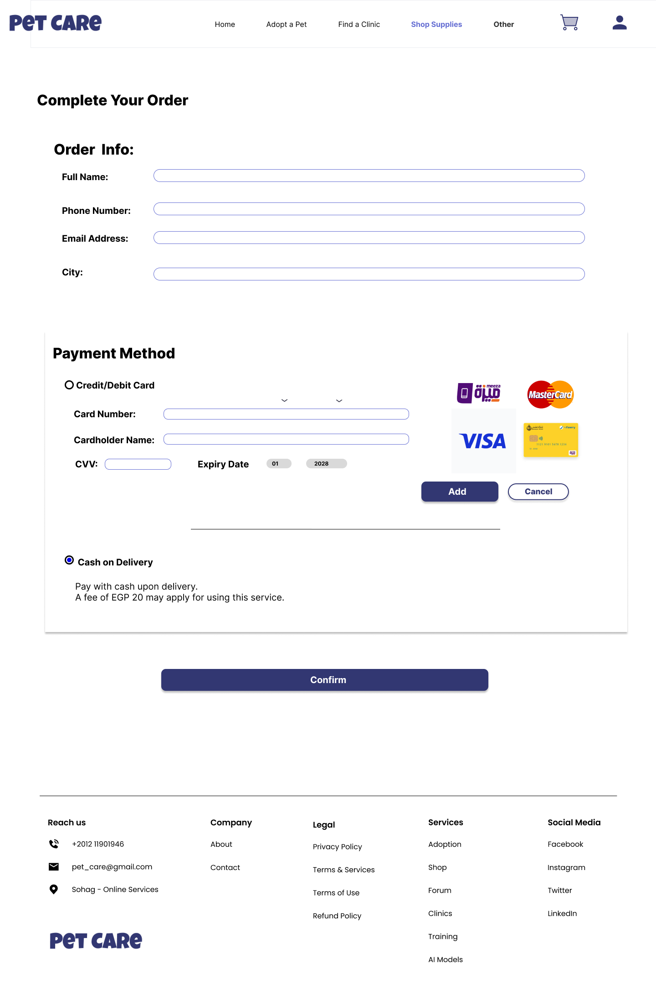 Pet Care
Home
Adopt a Pet
Find a Clinic
Shop Supplies
Other
Complete Your Order
Order Info:
Full Name:
Phone Number:
Email Address:
City:
Payment Method
Credit/Debit Card
meeza
ميزة
MasterCard
Card Number:
Cardholder Name:
VISA
Fawry
1121 9101 5678 1234
CVV:
Expiry Date
01
2028
Add
Cancel
Cash on Delivery
Pay with cash upon delivery.
A fee of EGP 20 may apply for using this service.
Confirm
Reach us
+2012 11901946
pet_care@gmail.com
Sohag - Online Services
Pet Care
Company
About
Contact
Legal
Privacy Policy
Terms & Services
Terms of Use
Refund Policy
Services
Adoption
Shop
Forum
Clinics
Training
AI Models
Social Media
Facebook
Instagram
Twitter
LinkedIn